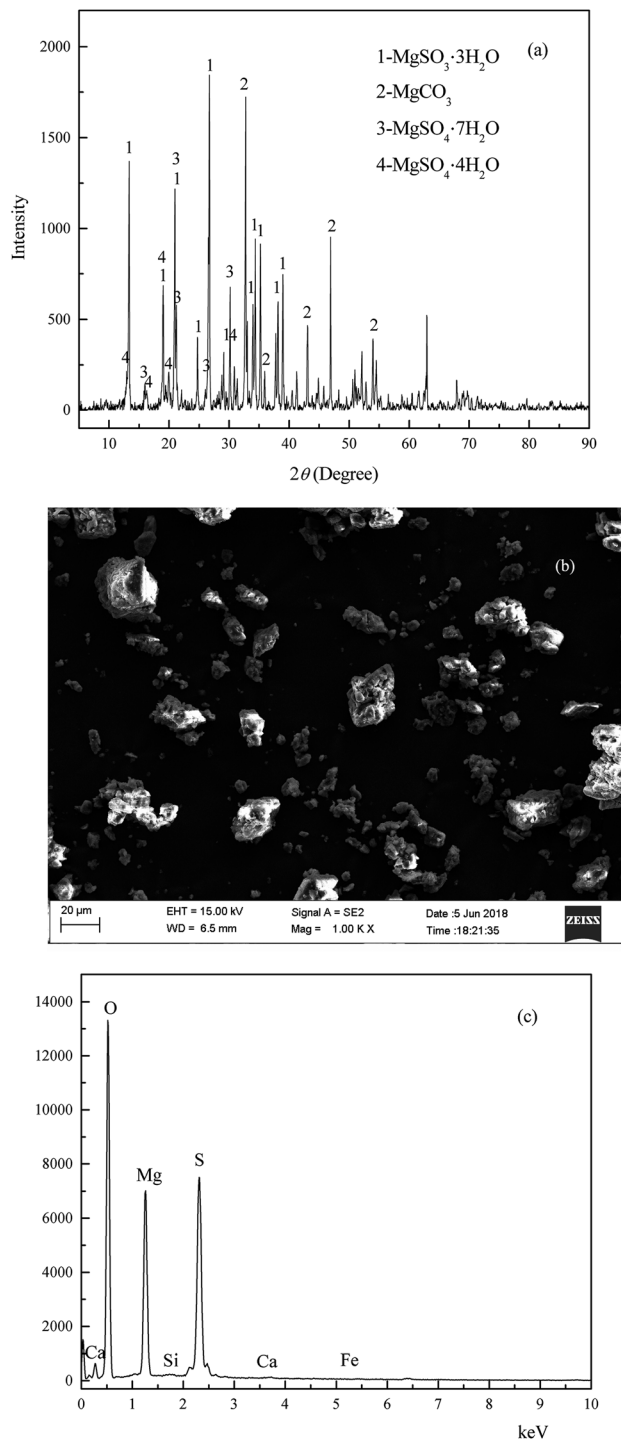 2000
1500
1000
500
0
Intensity
(a)
1-MgSO₃·3H₂O
2-MgCO₃
3-MgSO₄·7H₂O
4-MgSO₄·4H₂O
1
2
1
3
1
4
1
3
1
1
1
1
2
3
1
1
4
3
4
4
1
3
14
2
2
2
10 20 30 40 50 60 70 80 90
2θ (Degree)
(b)
20 µm
EHT = 15.00 kV Signal A = SE2 Date :5 Jun 2018
WD = 6.5 mm Mag = 1.00 K X Time :18:21:35
ZEISS
14000
12000
10000
8000
6000
4000
2000
0
O
(c)
Mg
S
Ca
Si
Ca
Fe
0 1 2 3 4 5 6 7 8 9 10
keV